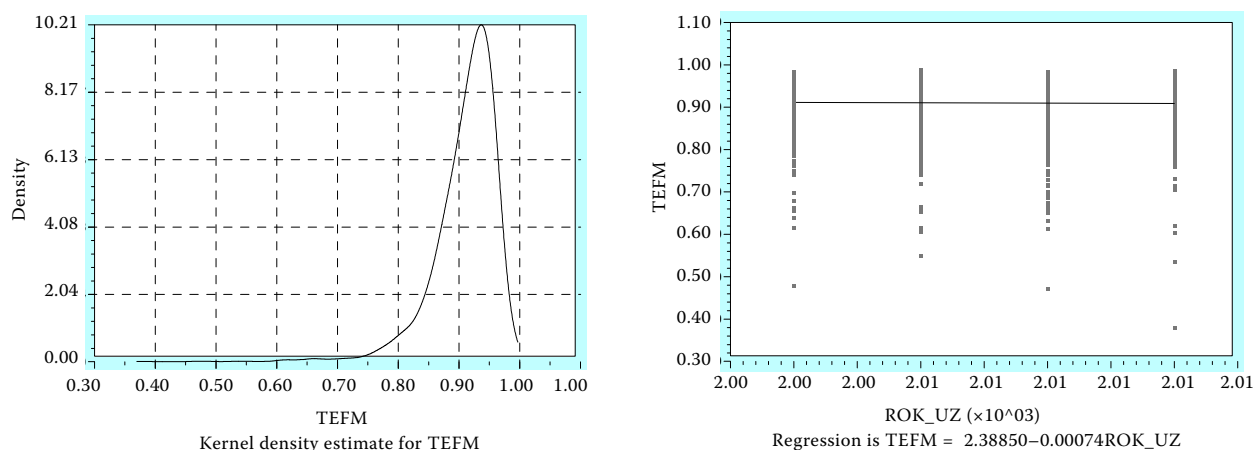 10.21
8.17
6.13
4.08
2.04
0.00
Density
0.30 0.40 0.50 0.60 0.70 0.80 0.90 1.00 1.00
TEFM
Kernel density estimate for TEFM
1.10
1.00
0.90
0.80
0.70
0.60
0.50
0.40
0.30
TEFM
2.00 2.00 2.00 2.01 2.01 2.01 2.01 2.01 2.01
ROK_UZ (×10^03)
Regression is TEFM = 2.38850–0.00074ROK_UZ